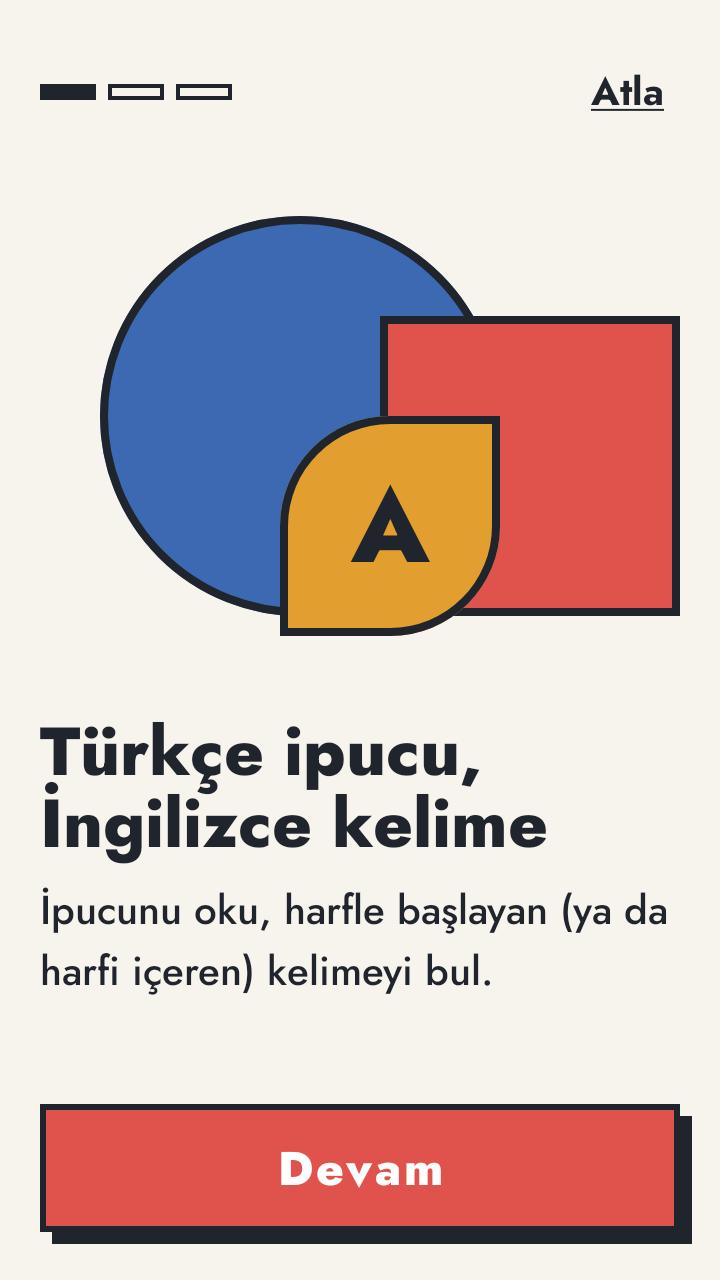 Atla
A
Türkçe ipucu,
İngilizce kelime
İpucunu oku, harfle başlayan (ya da
harfi içeren) kelimeyi bul.
Devam